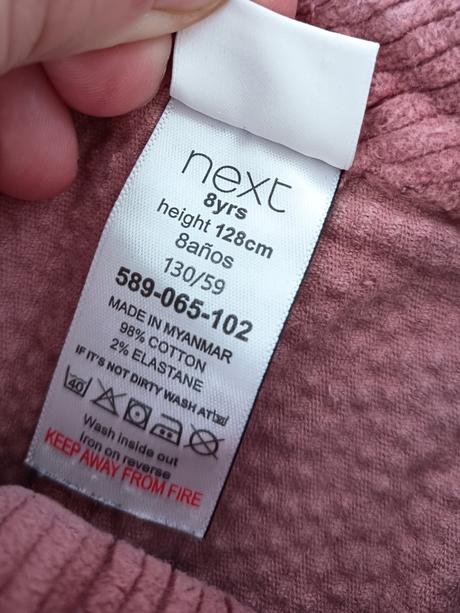 next
8yrs
height 128cm
8años
130/59
589-065-102
MADE IN MYANMAR
98% COTTON
2% ELASTANE
IF IT'S NOT DIRTY WASH AT
40
Wash inside out
Iron on reverse
KEEP AWAY FROM FIRE